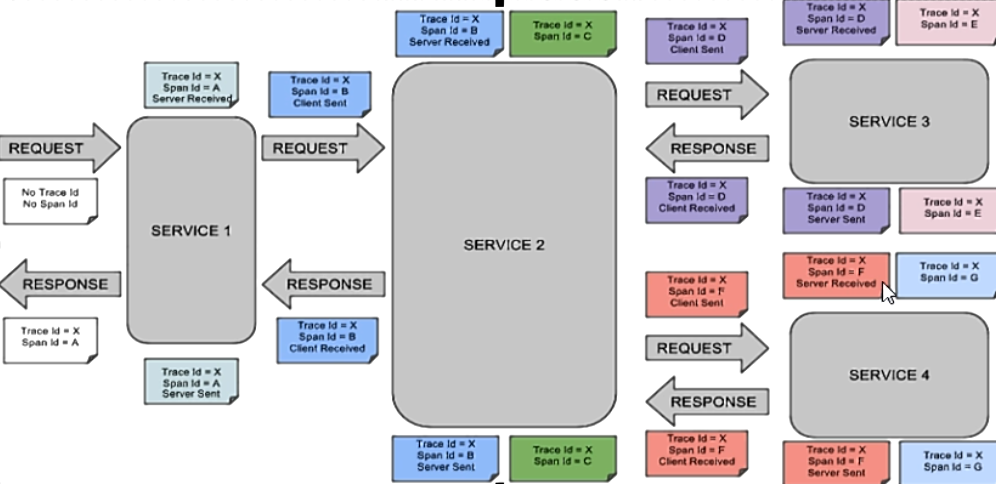 Trace Id = X
Span Id = B
Server Received
Trace Id = X
Span Id = C
Trace Id = X
Span Id = D
Client Sent
Trace Id = X
Span Id = D
Server Received
Trace Id = X
Span Id = E
Trace Id = X
Span Id = A
Server Received
Trace Id = X
Span Id = B
Client Sent
REQUEST
SERVICE 3
REQUEST
REQUEST
RESPONSE
No Trace Id
No Span Id
Trace Id = X
Span Id = D
Client Received
Trace Id = X
Span Id = D
Server Sent
Trace Id = X
Span Id = E
SERVICE 1
SERVICE 2
RESPONSE
RESPONSE
Trace Id = X
Span Id = F
Client Sent
Trace Id = X
Span Id = F
Server Received
Trace Id = X
Span Id = G
Trace Id = X
Span Id = A
Trace Id = X
Span Id = B
Client Received
REQUEST
SERVICE 4
Trace Id = X
Span Id = A
Server Sent
RESPONSE
Trace Id = X
Span Id = B
Server Sent
Trace Id = X
Span Id = C
Trace Id = X
Span Id = F
Client Received
Trace Id = X
Span Id = F
Server Sent
Trace Id = X
Span Id = G